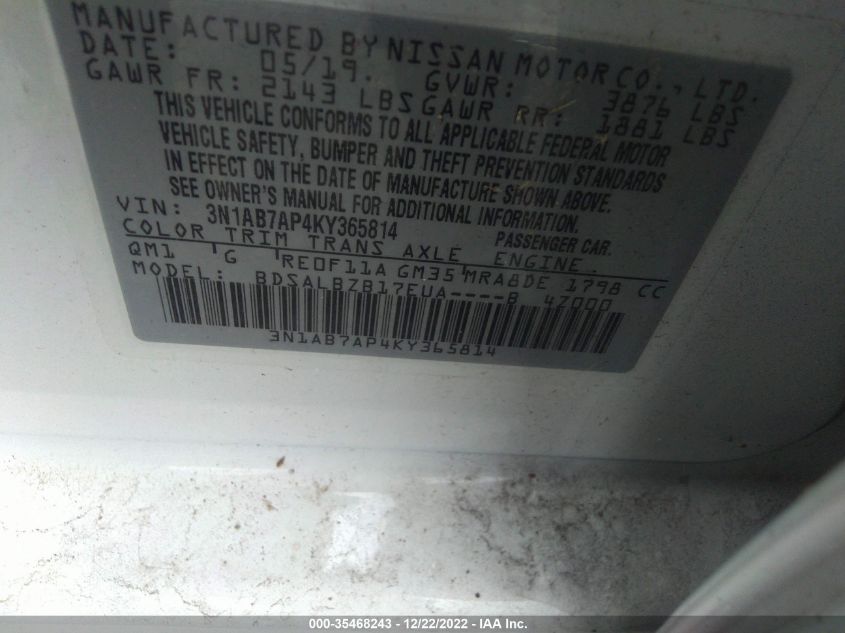 MANUFACTURED BY NISSAN MOTOR CO., LTD.
DATE: 05/19. GVWR: 3876 LBS
GAWR FR: 2143 LBS GAWR RR: 1881 LBS
THIS VEHICLE CONFORMS TO ALL APPLICABLE FEDERAL MOTOR
VEHICLE SAFETY, BUMPER AND THEFT PREVENTION STANDARDS
IN EFFECT ON THE DATE OF MANUFACTURE SHOWN ABOVE.
SEE OWNER'S MANUAL FOR ADDITIONAL INFORMATION
VIN: 3N1AB7AP4KY365814 PASSENGER CAR.
COLOR TRIM TRANS AXLE ENGINE
QM1 G RE0F11A GM35 MRA8DE 1798 CC
MODEL: BDSALBZB17EUA----B 4Z000
3N1AB7AP4KY365814
000-35468243 - 12/22/2022 - IAA Inc.